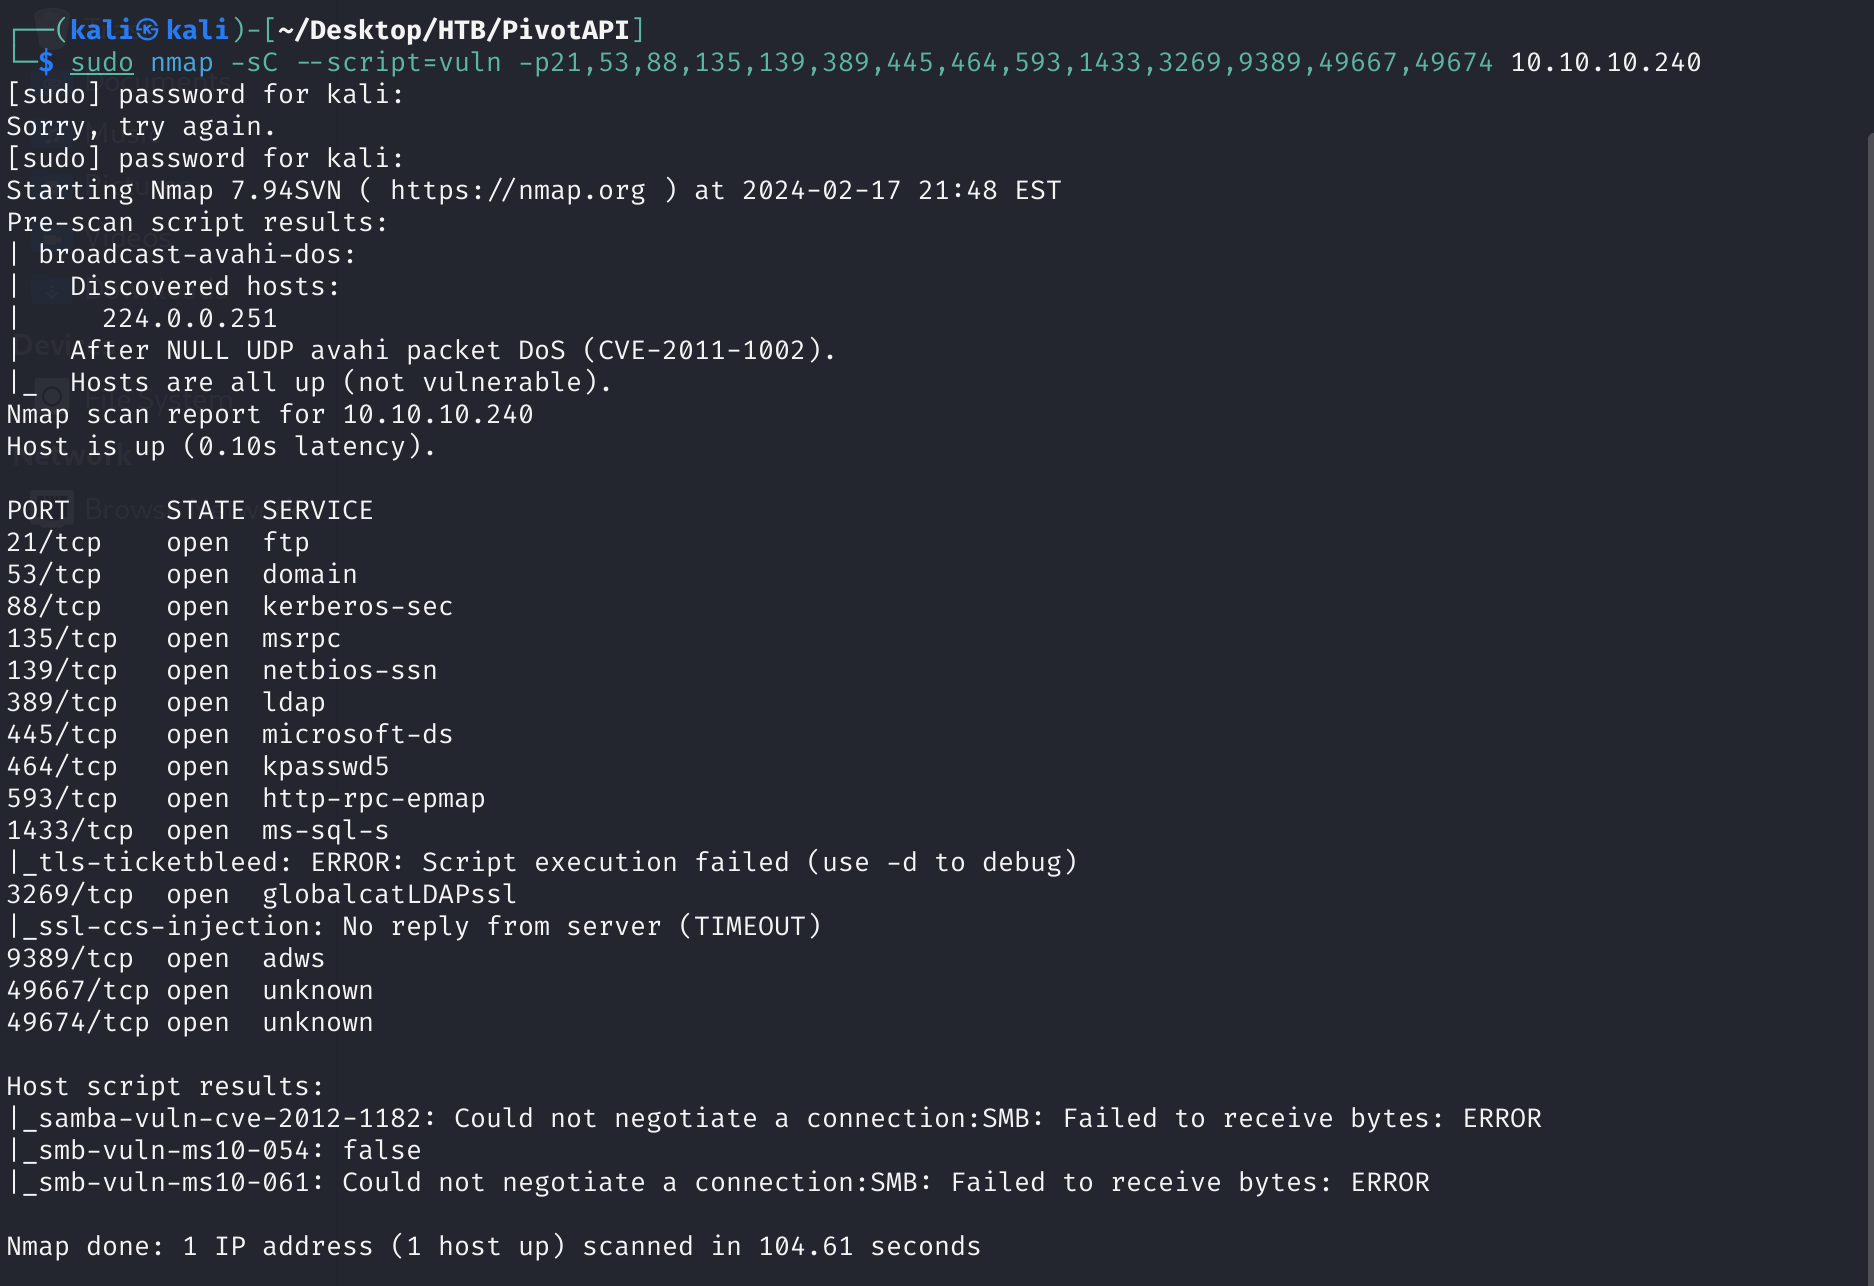 ┌──(kali㉿kali)-[~/Desktop/HTB/PivotAPI]
└─$ sudo nmap -sC --script=vuln -p21,53,88,135,139,389,445,464,593,1433,3269,9389,49667,49674 10.10.10.240
[sudo] password for kali:
Sorry, try again.
[sudo] password for kali:
Starting Nmap 7.94SVN ( https://nmap.org ) at 2024-02-17 21:48 EST
Pre-scan script results:
| broadcast-avahi-dos:
|   Discovered hosts:
|     224.0.0.251
|   After NULL UDP avahi packet DoS (CVE-2011-1002).
|_  Hosts are all up (not vulnerable).
Nmap scan report for 10.10.10.240
Host is up (0.10s latency).

PORT      STATE SERVICE
21/tcp    open  ftp
53/tcp    open  domain
88/tcp    open  kerberos-sec
135/tcp   open  msrpc
139/tcp   open  netbios-ssn
389/tcp   open  ldap
445/tcp   open  microsoft-ds
464/tcp   open  kpasswd5
593/tcp   open  http-rpc-epmap
1433/tcp  open  ms-sql-s
|_tls-ticketbleed: ERROR: Script execution failed (use -d to debug)
3269/tcp  open  globalcatLDAPssl
|_ssl-ccs-injection: No reply from server (TIMEOUT)
9389/tcp  open  adws
49667/tcp open  unknown
49674/tcp open  unknown

Host script results:
|_samba-vuln-cve-2012-1182: Could not negotiate a connection:SMB: Failed to receive bytes: ERROR
|_smb-vuln-ms10-054: false
|_smb-vuln-ms10-061: Could not negotiate a connection:SMB: Failed to receive bytes: ERROR

Nmap done: 1 IP address (1 host up) scanned in 104.61 seconds